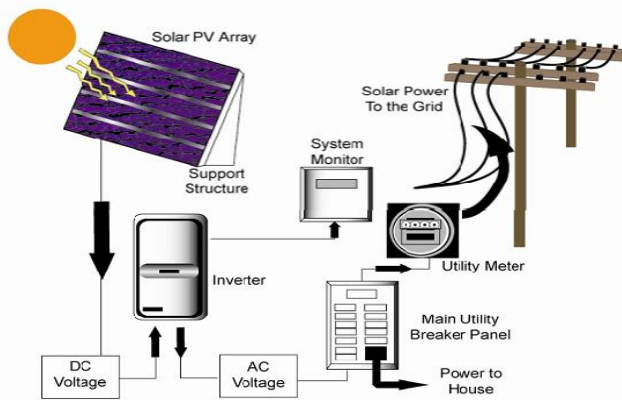 Solar PV Array
Solar Power
To the Grid
System
Monitor
Support
Structure
Inverter
Utility Meter
Main Utility
Breaker Panel
DC
Voltage
AC
Voltage
Power to
House